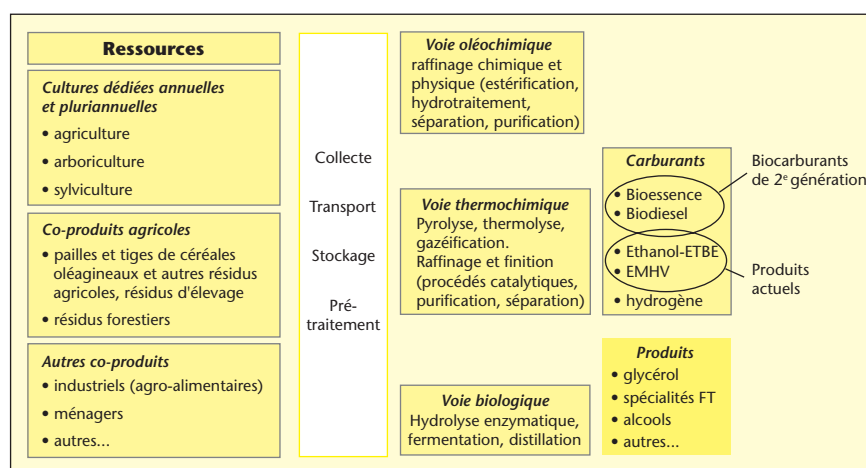 Ressources
Cultures dédiées annuelles
et pluriannuelles
• agriculture
• arboriculture
• sylviculture
Co-produits agricoles
• pailles et tiges de céréales
oléagineux et autres résidus
agricoles, résidus d'élevage
• résidus forestiers
Autres co-produits
• industriels (agro-alimentaires)
• ménagers
• autres...
Collecte
Transport
Stockage
Pré-
traitement
Voie oléochimique
raffinage chimique et
physique (estérification,
hydrotraitement,
séparation, purification)
Voie thermochimique
Pyrolyse, thermolyse,
gazéification.
Raffinage et finition
(procédés catalytiques,
purification, séparation)
Voie biologique
Hydrolyse enzymatique,
fermentation, distillation
Carburants
• Bioessence
• Biodiesel
• Ethanol-ETBE
• EMHV
• hydrogène
Biocarburants
de 2e génération
Produits
actuels
Produits
• glycérol
• spécialités FT
• alcools
• autres...